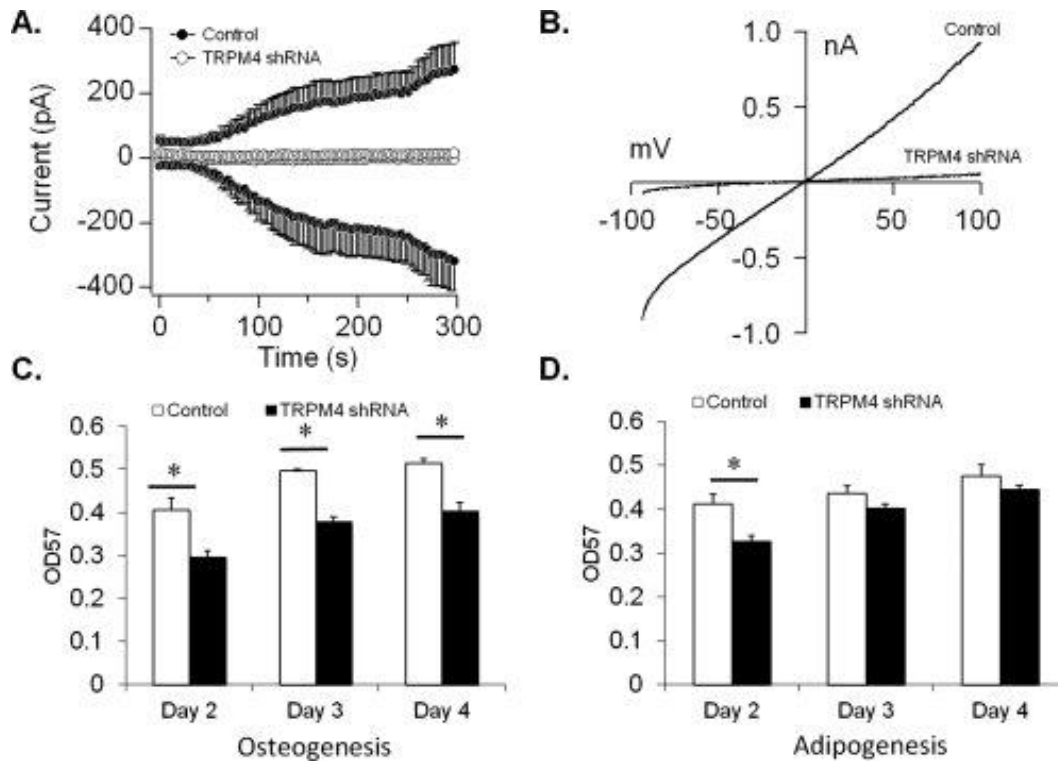 A.
Control
TRPM4 shRNA
400
200
0
-200
-400
Current (pA)
0 100 200 300
Time (s)
B.
1.0
nA
Control
0.5
mV
TRPM4 shRNA
-100 -50 50 100
-0.5
-1.0
C.
Control TRPM4 shRNA
0.6
0.5
0.4
0.3
0.2
0.1
0
OD57
* * *
Day 2 Day 3 Day 4
Osteogenesis
D.
Control TRPM4 shRNA
0.6
0.5
0.4
0.3
0.2
0.1
0
OD57
*
Day 2 Day 3 Day 4
Adipogenesis